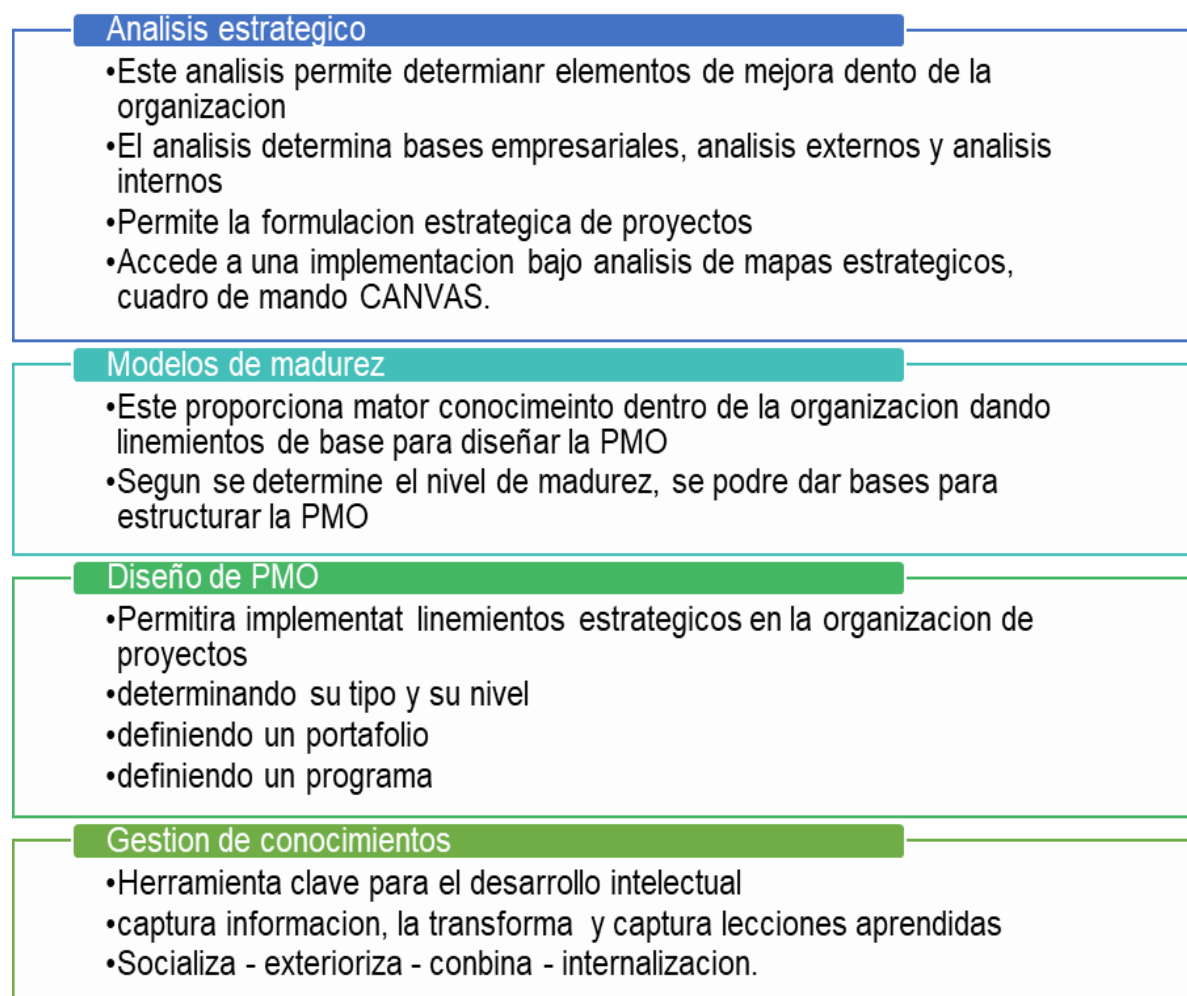 Analisis estrategico
•Este analisis permite determianr elementos de mejora dento de la
organizacion
•El analisis determina bases empresariales, analisis externos y analisis
internos
•Permite la formulacion estrategica de proyectos
•Accede a una implementacion bajo analisis de mapas estrategicos,
cuadro de mando CANVAS.
Modelos de madurez
•Este proporciona mator conocimeinto dentro de la organizacion dando
linemientos de base para diseñar la PMO
•Segun se determine el nivel de madurez, se podre dar bases para
estructurar la PMO
Diseño de PMO
•Permitira implementat linemientos estrategicos en la organizacion de
proyectos
•determinando su tipo y su nivel
•definiendo un portafolio
•definiendo un programa
Gestion de conocimientos
•Herramienta clave para el desarrollo intelectual
•captura informacion, la transforma y captura lecciones aprendidas
•Socializa - exterioriza - conbina - internalizacion.